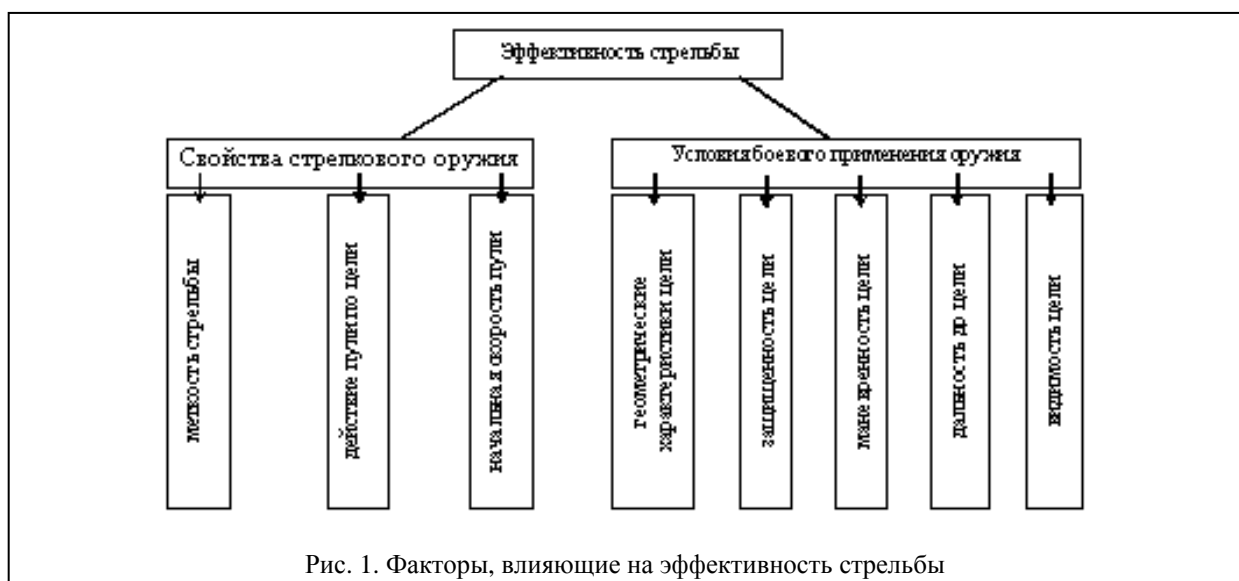 Эффективность стрельбы
Свойства стрелкового оружия
Условия боевого применения оружия
меткость стрельбы
действие пули по цели
начальная скорость пули
геометрические
характеристики цели
защищенность цели
маневренность цели
дальность до цели
видимость цели
Рис. 1. Факторы, влияющие на эффективность стрельбы